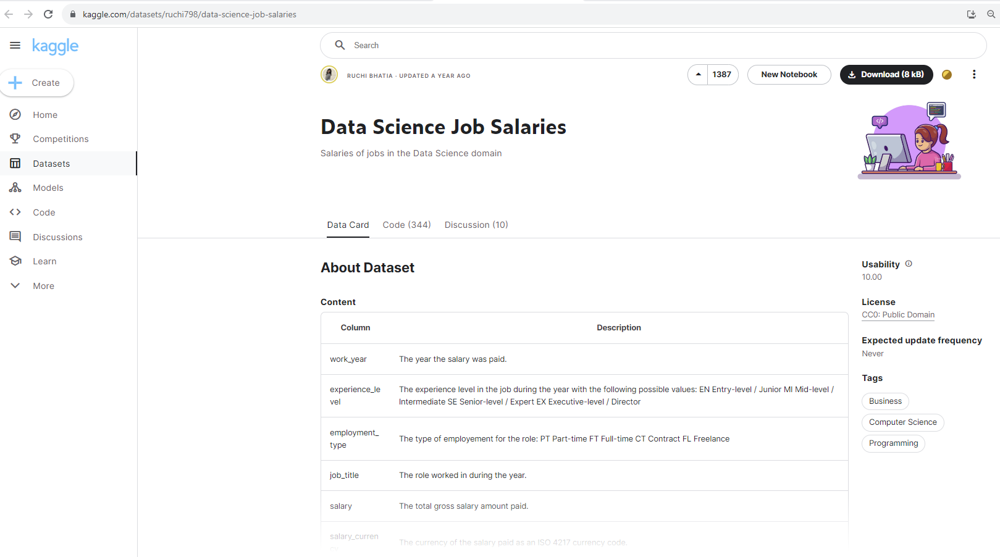 kaggle.com/datasets/ruchi798/data-science-job-salaries
kaggle
Search
Create
RUCHI BHATIA · UPDATED A YEAR AGO
1387
New Notebook
Download (8 kB)
Home
Competitions
Datasets
Models
Code
Discussions
Learn
More
Data Science Job Salaries
Salaries of jobs in the Data Science domain
</>
Data Card
Code (344)
Discussion (10)
About Dataset
Content
Column Description
work_year The year the salary was paid.
experience_le
vel
The experience level in the job during the year with the following possible values: EN Entry-level / Junior MI Mid-level /
Intermediate SE Senior-level / Expert EX Executive-level / Director
employment_
type
The type of employement for the role: PT Part-time FT Full-time CT Contract FL Freelance
job_title The role worked in during the year.
salary The total gross salary amount paid.
salary_curren
cy
The currency of the salary paid as an ISO 4217 currency code.
Usability
10.00
License
CC0: Public Domain
Expected update frequency
Never
Tags
Business
Computer Science
Programming